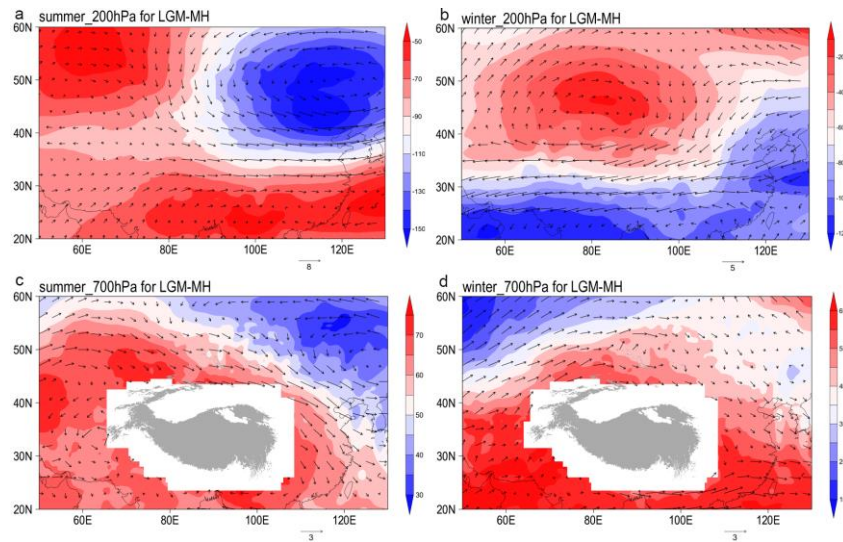 a summer_200hPa for LGM-MH
60N
50N
40N
30N
20N
60E 80E 100E 120E
8
-50
-70
-90
-110
-130
-150
b winter_200hPa for LGM-MH
60N
50N
40N
30N
20N
60E 80E 100E 120E
5
c summer_700hPa for LGM-MH
60N
50N
40N
30N
20N
60E 80E 100E 120E
3
70
60
50
40
30
d winter_700hPa for LGM-MH
60N
50N
40N
30N
20N
60E 80E 100E 120E
3